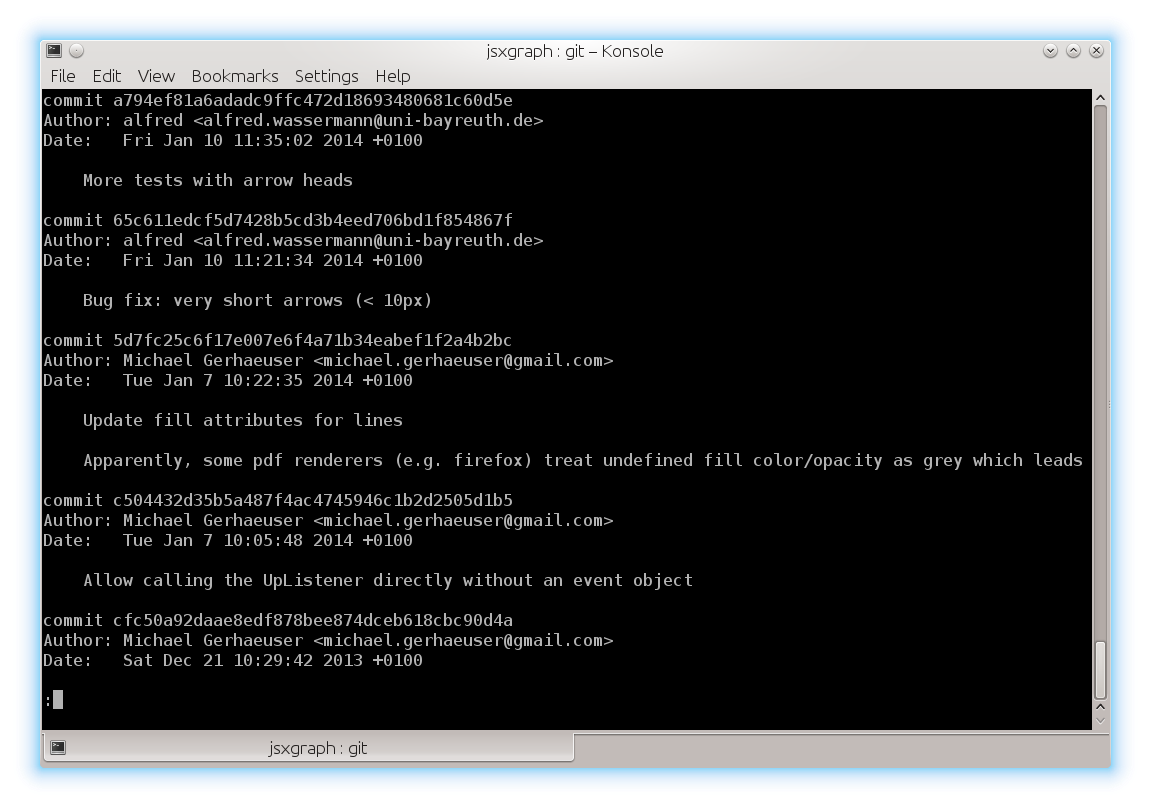 jsxgraph : git – Konsole
File Edit View Bookmarks Settings Help
commit a794ef81a6adadc9ffc472d18693480681c60d5e
Author: alfred <alfred.wassermann@uni-bayreuth.de>
Date:   Fri Jan 10 11:35:02 2014 +0100
    More tests with arrow heads
commit 65c611edcf5d7428b5cd3b4eed706bd1f854867f
Author: alfred <alfred.wassermann@uni-bayreuth.de>
Date:   Fri Jan 10 11:21:34 2014 +0100
    Bug fix: very short arrows (< 10px)
commit 5d7fc25c6f17e007e6f4a71b34eabef1f2a4b2bc
Author: Michael Gerhaeuser <michael.gerhaeuser@gmail.com>
Date:   Tue Jan 7 10:22:35 2014 +0100
    Update fill attributes for lines
    Apparently, some pdf renderers (e.g. firefox) treat undefined fill color/opacity as grey which leads
commit c504432d35b5a487f4ac4745946c1b2d2505d1b5
Author: Michael Gerhaeuser <michael.gerhaeuser@gmail.com>
Date:   Tue Jan 7 10:05:48 2014 +0100
    Allow calling the UpListener directly without an event object
commit cfc50a92daae8edf878bee874dceb618cbc90d4a
Author: Michael Gerhaeuser <michael.gerhaeuser@gmail.com>
Date:   Sat Dec 21 10:29:42 2013 +0100
:
jsxgraph : git